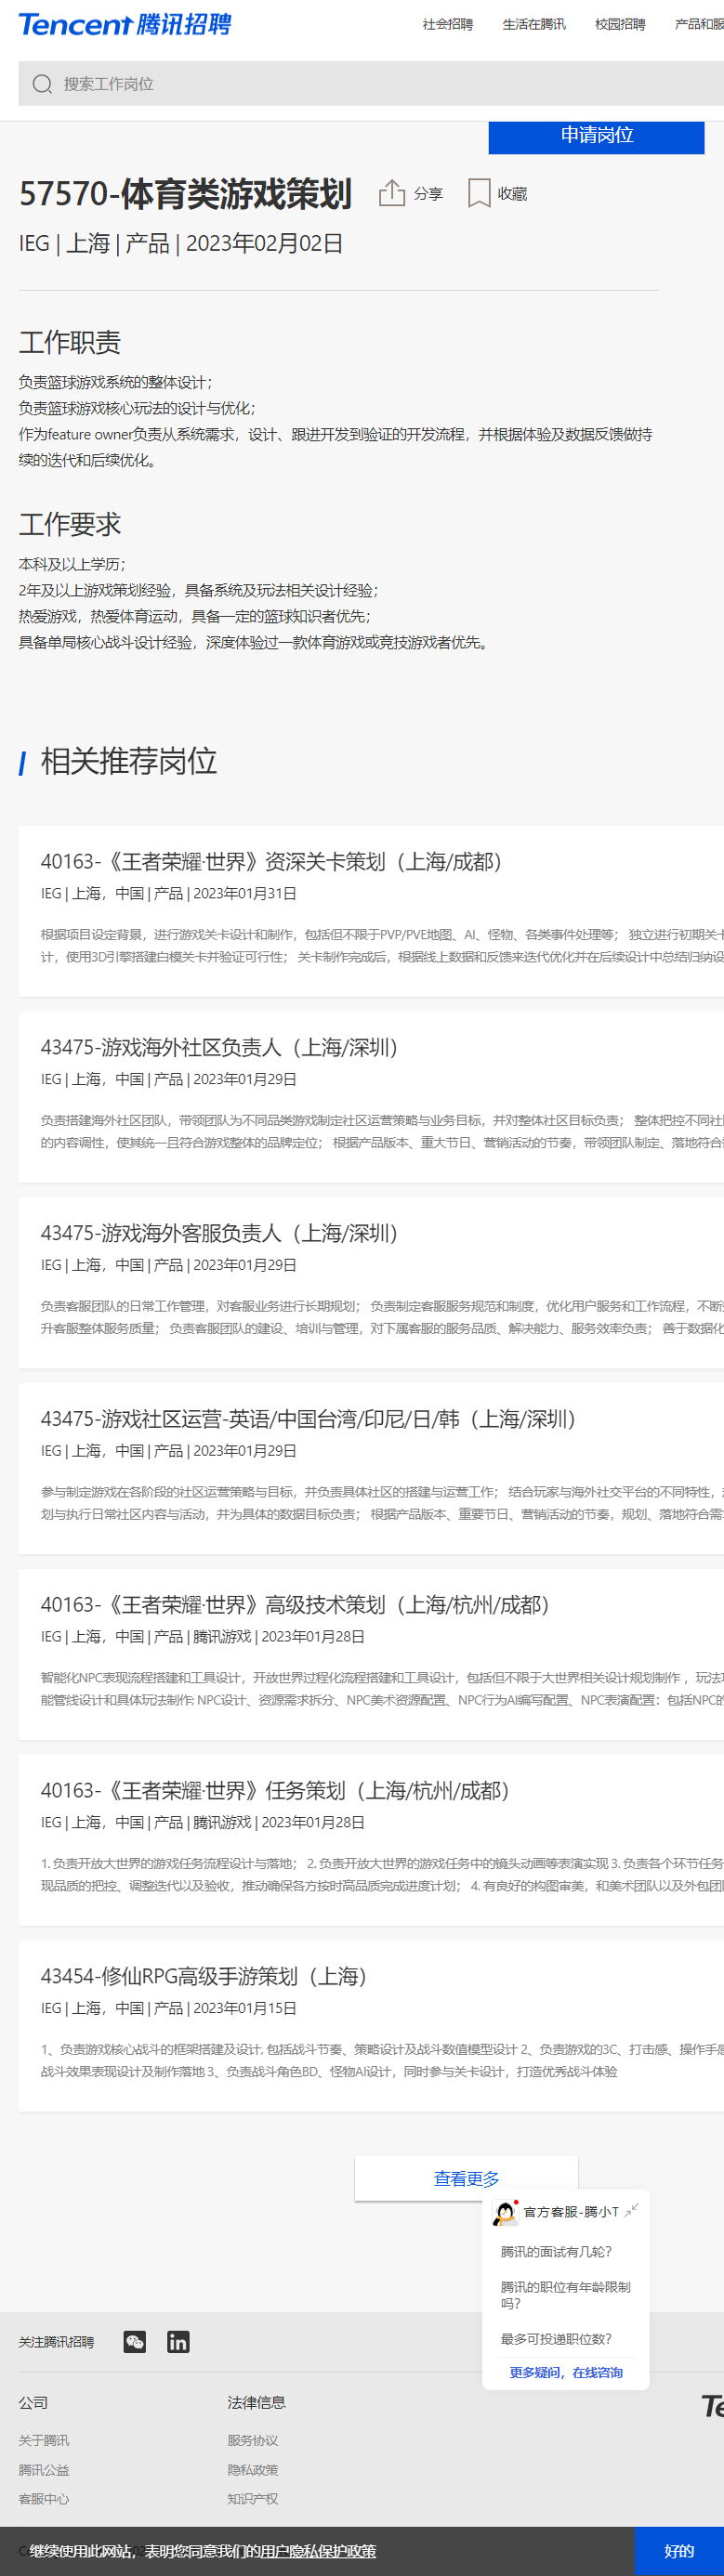 Tencent 腾讯招聘
社会招聘 生活在腾讯 校园招聘 产品和服
搜索工作岗位
申请岗位
57570-体育类游戏策划 分享 收藏
IEG | 上海 | 产品 | 2023年02月02日
工作职责
负责篮球游戏系统的整体设计；
负责篮球游戏核心玩法的设计与优化；
作为feature owner负责从系统需求，设计、跟进开发到验证的开发流程，并根据体验及数据反馈做持
续的迭代和后续优化。
工作要求
本科及以上学历；
2年及以上游戏策划经验，具备系统及玩法相关设计经验；
热爱游戏，热爱体育运动，具备一定的篮球知识者优先；
具备单局核心战斗设计经验，深度体验过一款体育游戏或竞技游戏者优先。
相关推荐岗位
40163-《王者荣耀·世界》资深关卡策划（上海/成都）
IEG | 上海，中国 | 产品 | 2023年01月31日
根据项目设定背景，进行游戏关卡设计和制作，包括但不限于PVP/PVE地图、AI、怪物、各类事件处理等； 独立进行初期关卡
计，使用3D引擎搭建白模关卡并验证可行性； 关卡制作完成后，根据线上数据和反馈来迭代优化并在后续设计中总结归纳设
43475-游戏海外社区负责人（上海/深圳）
IEG | 上海，中国 | 产品 | 2023年01月29日
负责搭建海外社区团队，带领团队为不同品类游戏制定社区运营策略与业务目标，并对整体社区目标负责； 整体把控不同社区
的内容调性，使其统一且符合游戏整体的品牌定位； 根据产品版本、重大节日、营销活动的节奏，带领团队制定、落地符合
43475-游戏海外客服负责人（上海/深圳）
IEG | 上海，中国 | 产品 | 2023年01月29日
负责客服团队的日常工作管理，对客服业务进行长期规划； 负责制定客服服务规范和制度，优化用户服务和工作流程，不断
升客服整体服务质量； 负责客服团队的建设、培训与管理，对下属客服的服务品质、解决能力、服务效率负责； 善于数据化
43475-游戏社区运营-英语/中国台湾/印尼/日/韩（上海/深圳）
IEG | 上海，中国 | 产品 | 2023年01月29日
参与制定游戏在各阶段的社区运营策略与目标，并负责具体社区的搭建与运营工作； 结合玩家与海外社交平台的不同特性，
划与执行日常社区内容与活动，并为具体的数据目标负责； 根据产品版本、重要节日、营销活动的节奏，规划、落地符合需
40163-《王者荣耀·世界》高级技术策划（上海/杭州/成都）
IEG | 上海，中国 | 产品 | 腾讯游戏 | 2023年01月28日
智能化NPC表现流程搭建和工具设计，开放世界过程化流程搭建和工具设计，包括但不限于大世界相关设计规划制作 ，玩法功
能管线设计和具体玩法制作; NPC设计、资源需求拆分、NPC美术资源配置、NPC行为AI编写配置、NPC表演配置：包括NPC的
40163-《王者荣耀·世界》任务策划（上海/杭州/成都）
IEG | 上海，中国 | 产品 | 腾讯游戏 | 2023年01月28日
1. 负责开放大世界的游戏任务流程设计与落地； 2. 负责开放大世界的游戏任务中的镜头动画等表演实现 3. 负责各个环节任务
现品质的把控、调整迭代以及验收，推动确保各方按时高品质完成进度计划； 4. 有良好的构图审美，和美术团队以及外包团
43454-修仙RPG高级手游策划（上海）
IEG | 上海，中国 | 产品 | 2023年01月15日
1、负责游戏核心战斗的框架搭建及设计, 包括战斗节奏、策略设计及战斗数值模型设计 2、负责游戏的3C、打击感、操作手感
战斗效果表现设计及制作落地 3、负责战斗角色BD、怪物AI设计，同时参与关卡设计，打造优秀战斗体验
查看更多
官方客服-腾小T
腾讯的面试有几轮？
腾讯的职位有年龄限制
吗？
最多可投递职位数？
更多疑问，在线咨询
关注腾讯招聘
公司 法律信息
Te
关于腾讯 服务协议
腾讯公益 隐私政策
客服中心 知识产权
继续使用此网站，表明您同意我们的用户隐私保护政策 好的